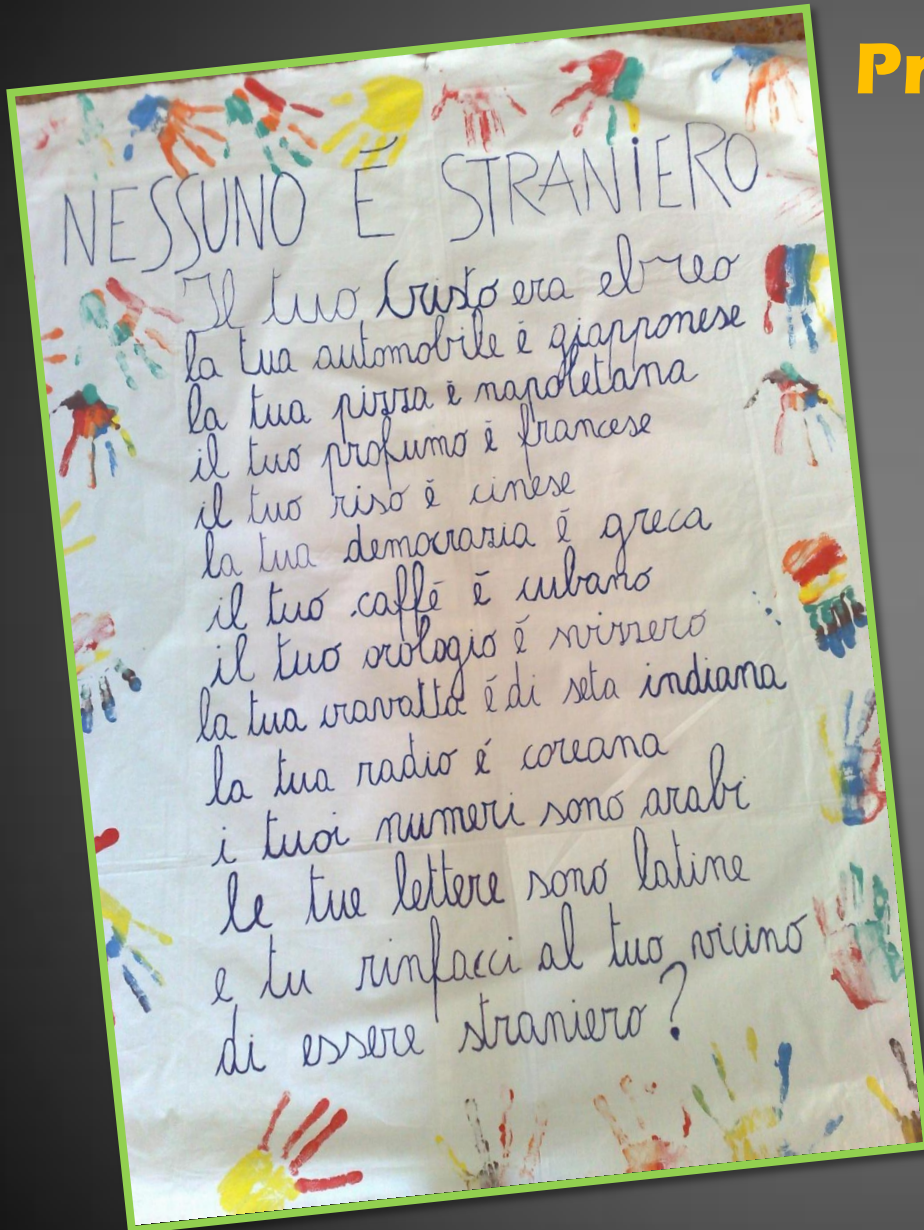 Pr
NESSUNO É STRANIERO
Il tuo Cristo era ebreo
la tua automobile é giapponese
la tua pizza é napoletana
il tuo profumo é francese
il tuo riso é cinese
la tua democrazia é greca
il tuo caffé é cubano
il tuo orologio é svizzero
la tua cravatta é di seta indiana
la tua radio é coreana
i tuoi numeri sono arabi
le tue lettere sono latine
e tu rinfacci al tuo vicino
di essere straniero?